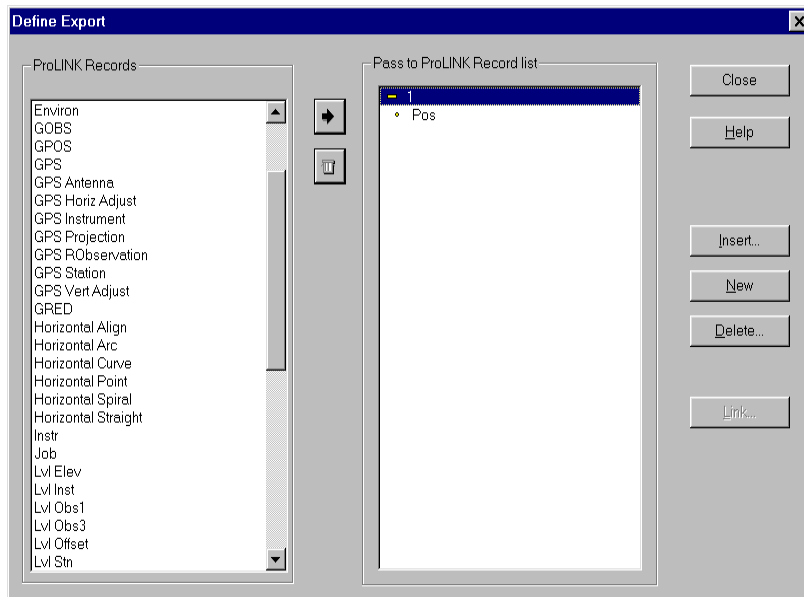 Define Export
ProLINK Records
Environ
GOBS
GPOS
GPS
GPS Antenna
GPS Horiz Adjust
GPS Instrument
GPS Projection
GPS RObservation
GPS Station
GPS Vert Adjust
GRED
Horizontal Align
Horizontal Arc
Horizontal Curve
Horizontal Point
Horizontal Spiral
Horizontal Straight
Instr
Job
Lvl Elev
Lvl Inst
Lvl Obs1
Lvl Obs3
Lvl Offset
Lvl Stn
Pass to ProLINK Record list
1
Pos
Close
Help
Insert...
New
Delete...
Link...